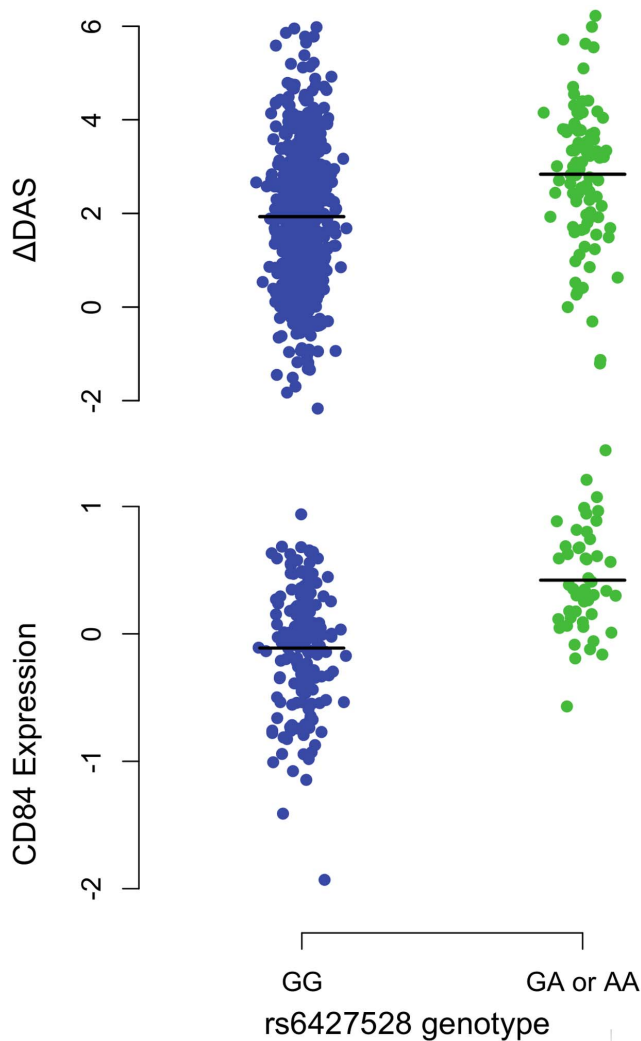 6
4
2
0
-2
ΔDAS
1
0
-1
-2
CD84 Expression
GG GA or AA
rs6427528 genotype